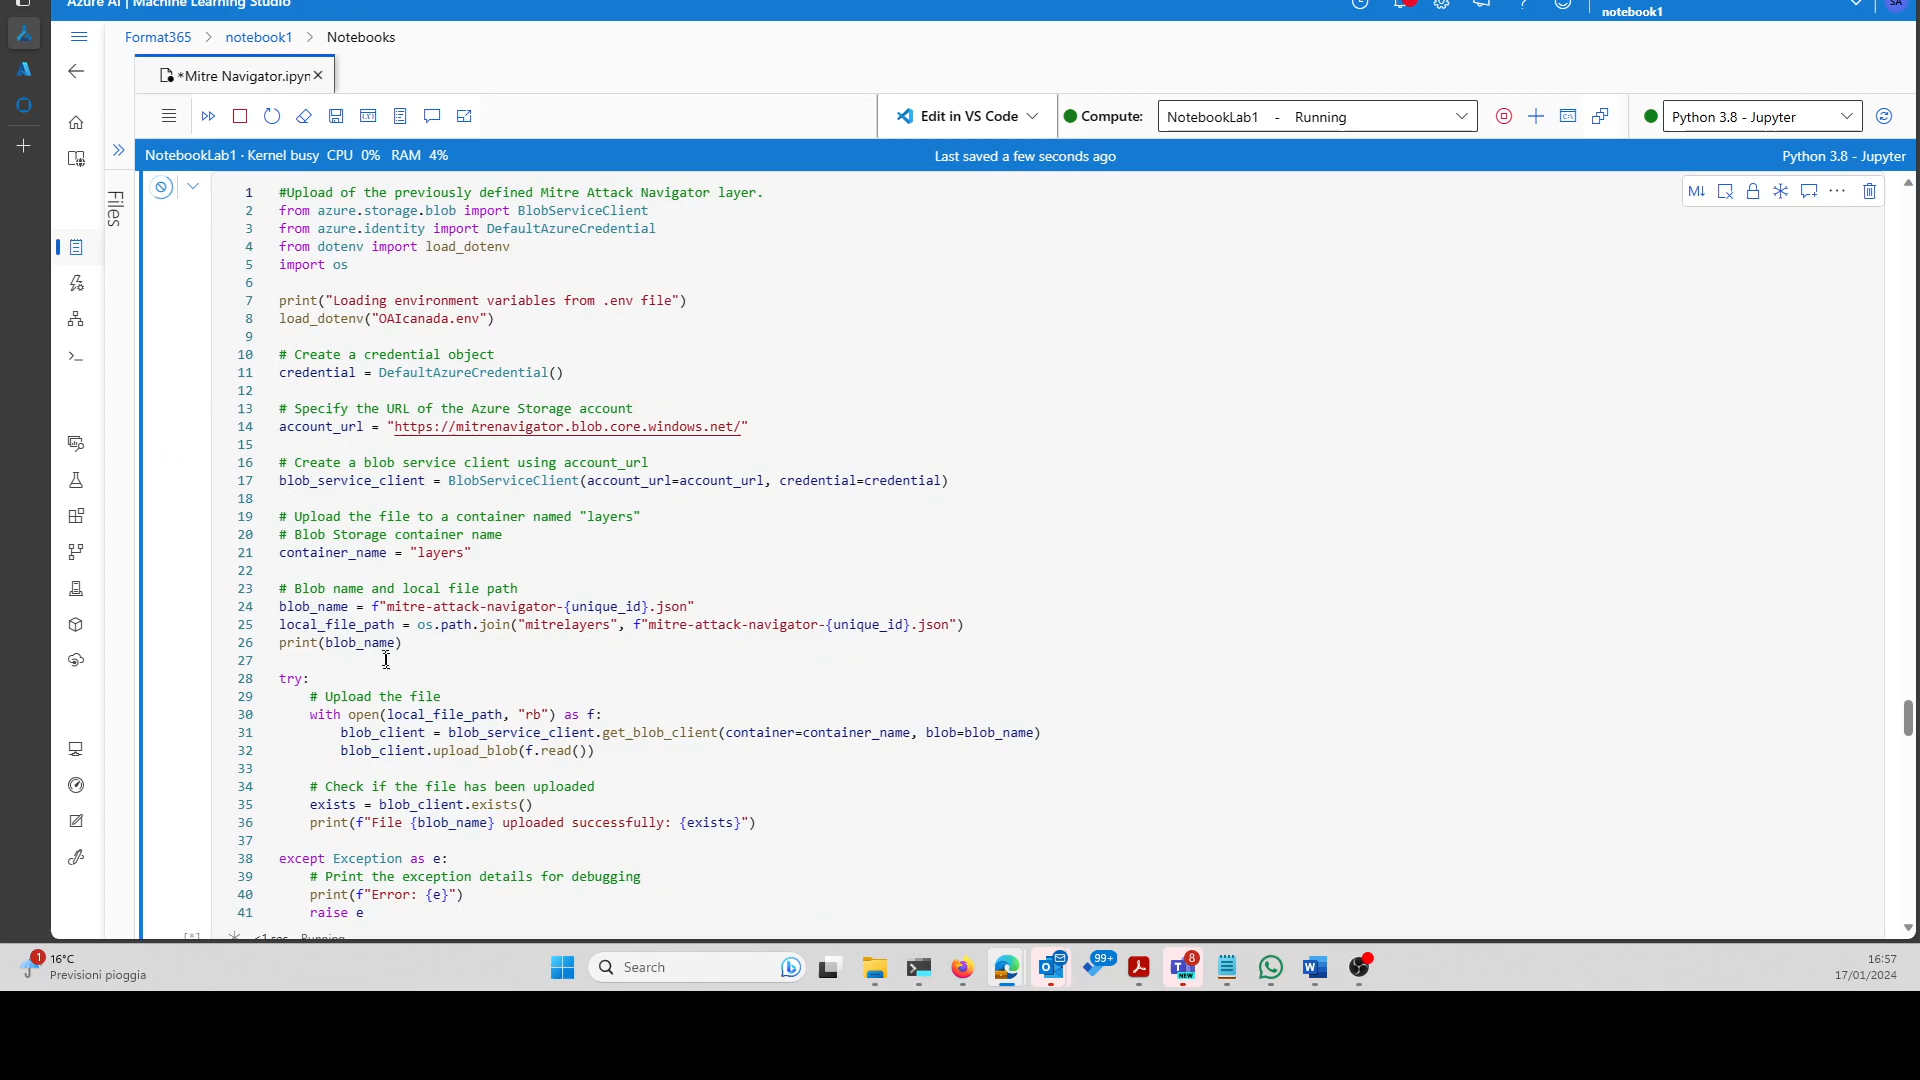 Azure AI | Machine Learning Studio
notebook1
SA
Format365 > notebook1 > Notebooks
*Mitre Navigator.ipyn
Edit in VS Code
Compute:
NotebookLab1 - Running
Python 3.8 - Jupyter
NotebookLab1 · Kernel busy CPU 0% RAM 4%
Last saved a few seconds ago
Python 3.8 - Jupyter
Files
1 #Upload of the previously defined Mitre Attack Navigator layer.
2 from azure.storage.blob import BlobServiceClient
3 from azure.identity import DefaultAzureCredential
4 from dotenv import load_dotenv
5 import os
6
7 print("Loading environment variables from .env file")
8 load_dotenv("OAIcanada.env")
9
10 # Create a credential object
11 credential = DefaultAzureCredential()
12
13 # Specify the URL of the Azure Storage account
14 account_url = "https://mitrenavigator.blob.core.windows.net/"
15
16 # Create a blob service client using account_url
17 blob_service_client = BlobServiceClient(account_url=account_url, credential=credential)
18
19 # Upload the file to a container named "layers"
20 # Blob Storage container name
21 container_name = "layers"
22
23 # Blob name and local file path
24 blob_name = f"mitre-attack-navigator-{unique_id}.json"
25 local_file_path = os.path.join("mitrelayers", f"mitre-attack-navigator-{unique_id}.json")
26 print(blob_name)
27
28 try:
29 # Upload the file
30 with open(local_file_path, "rb") as f:
31 blob_client = blob_service_client.get_blob_client(container=container_name, blob=blob_name)
32 blob_client.upload_blob(f.read())
33
34 # Check if the file has been uploaded
35 exists = blob_client.exists()
36 print(f"File {blob_name} uploaded successfully: {exists}")
37
38 except Exception as e:
39 # Print the exception details for debugging
40 print(f"Error: {e}")
41 raise e
[*] <1 sec Running
1
16°C
Previsioni pioggia
Search
99+
8
NEW
16:57
17/01/2024